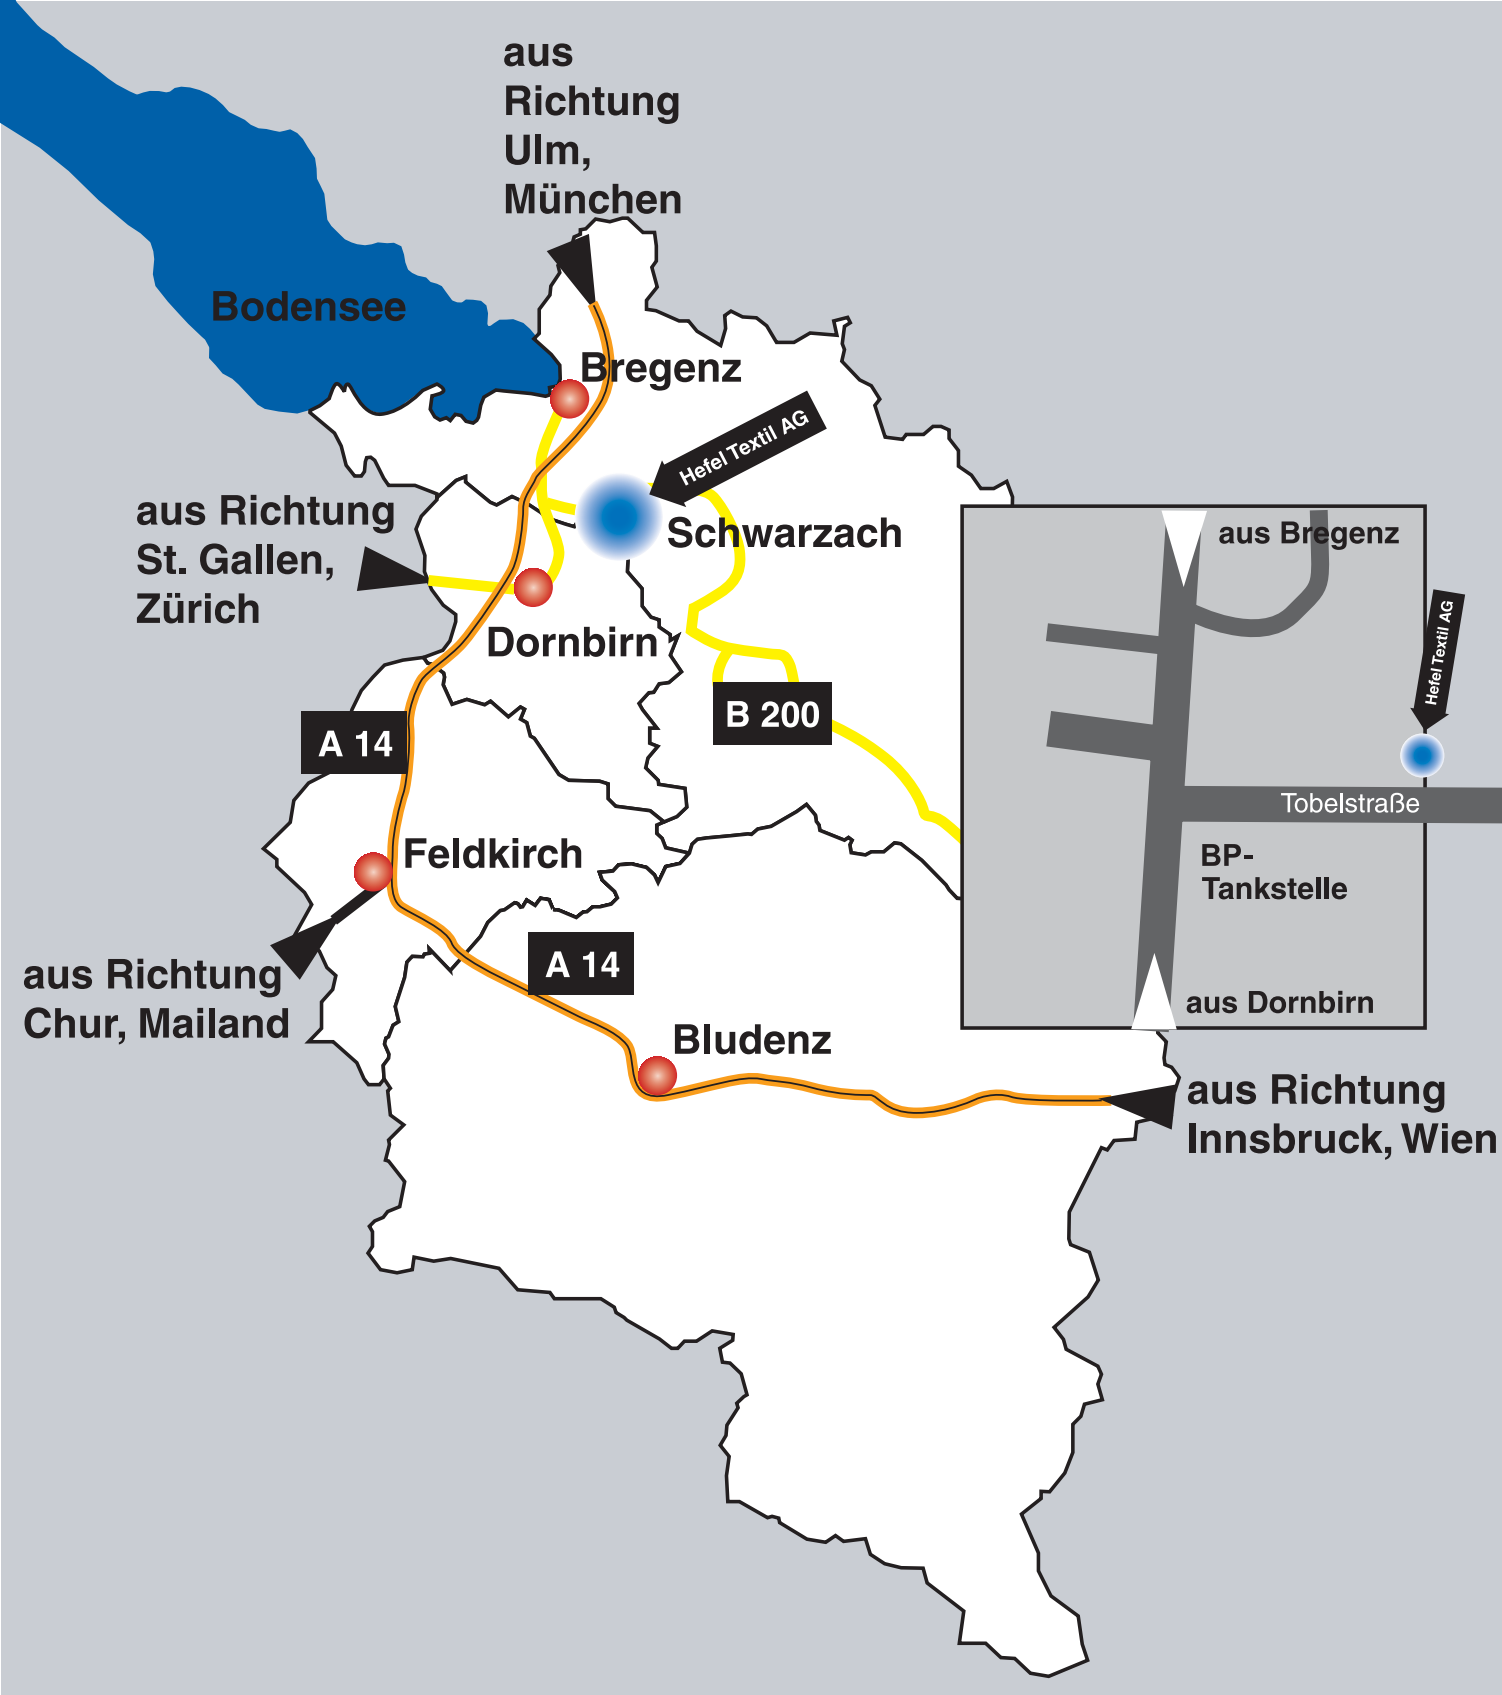 aus
Richtung
Ulm,
München
Bodensee
Bregenz
Hefel Textil AG
aus Richtung
St. Gallen,
Zürich
Schwarzach
Dornbirn
B 200
A 14
Feldkirch
aus Richtung
Chur, Mailand
A 14
Bludenz
aus Richtung
Innsbruck, Wien
aus Bregenz
Hefel Textil AG
Tobelstraße
BP-
Tankstelle
aus Dornbirn